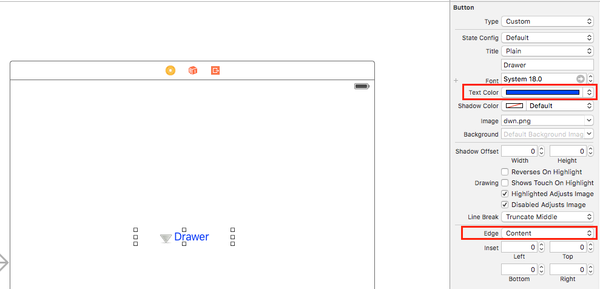 Button
Type Custom
State Config Default
Title Plain
Drawer
+ Font System 18.0
Text Color
Shadow Color Default
Image dwn.png
Background Default Background Imag
Shadow Offset 0 0
Width Height
Reverses On Highlight
Drawing Shows Touch On Highlight
Highlighted Adjusts Image
Disabled Adjusts Image
Line Break Truncate Middle
Edge Content
Inset 0 0
Left Top
0 0
Bottom Right
Drawer